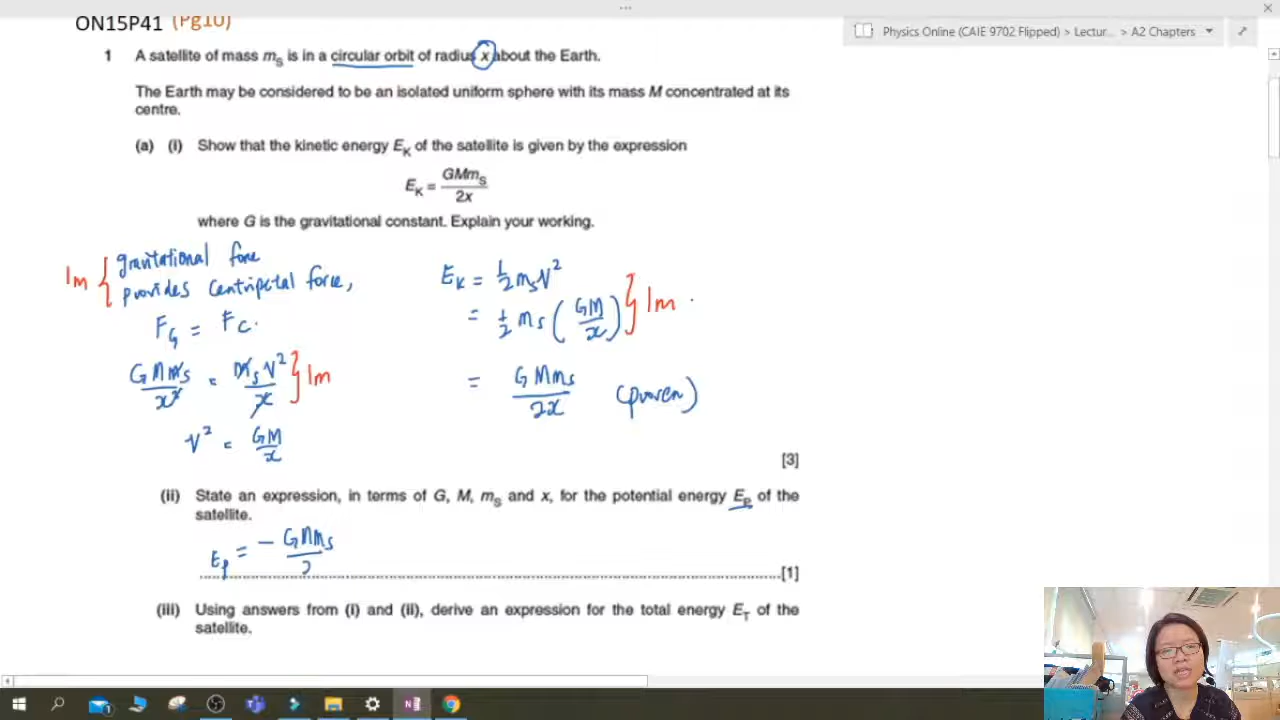 ON15P41 (Pg10)
Physics Online (CAIE 9702 Flipped) > Lectur... > A2 Chapters
1 A satellite of mass mS is in a circular orbit of radius x about the Earth.
The Earth may be considered to be an isolated uniform sphere with its mass M concentrated at its
centre.
(a) (i) Show that the kinetic energy EK of the satellite is given by the expression
EK = GMmS / 2x
where G is the gravitational constant. Explain your working.
1m { gravitational force
provides centripetal force,
FG = FC.
GMms / x² = msV² / x } 1m
V² = GM / x
EK = 1/2 msV²
= 1/2 ms (GM / x) } 1m
= GMms / 2x (proven)
[3]
(ii) State an expression, in terms of G, M, mS and x, for the potential energy EP of the
satellite.
Ep = - GMms
[1]
(iii) Using answers from (i) and (ii), derive an expression for the total energy ET of the
satellite.